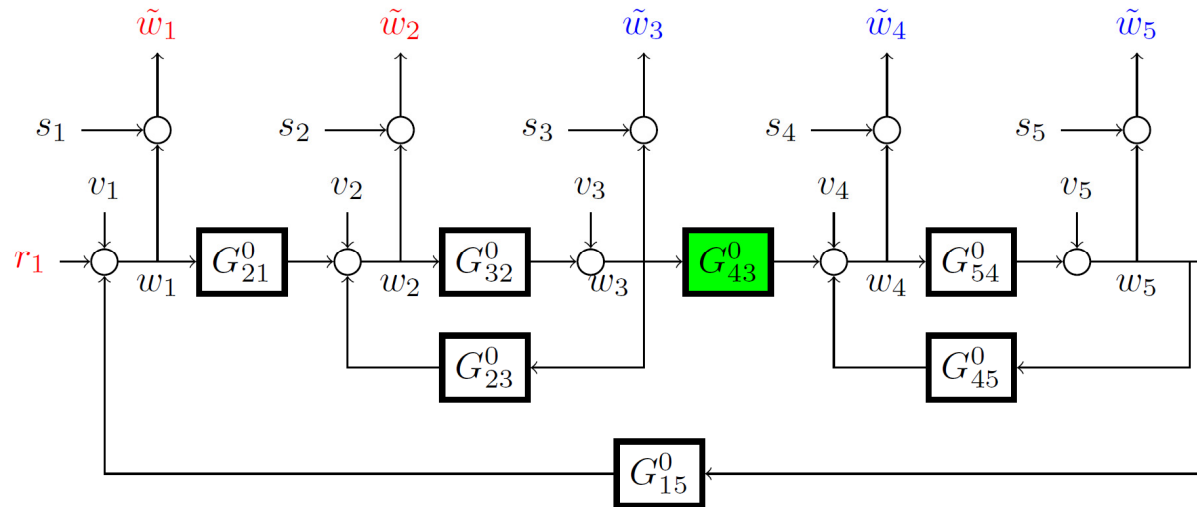 w̃₁ w̃₂ w̃₃ w̃₄ w̃₅
s₁ s₂ s₃ s₄ s₅
v₁ v₂ v₃ v₄ v₅
r₁ w₁ G⁰₂₁ w₂ G⁰₃₂ w₃ G⁰₄₃ w₄ G⁰₅₄ w₅
G⁰₂₃ G⁰₄₅
G⁰₁₅